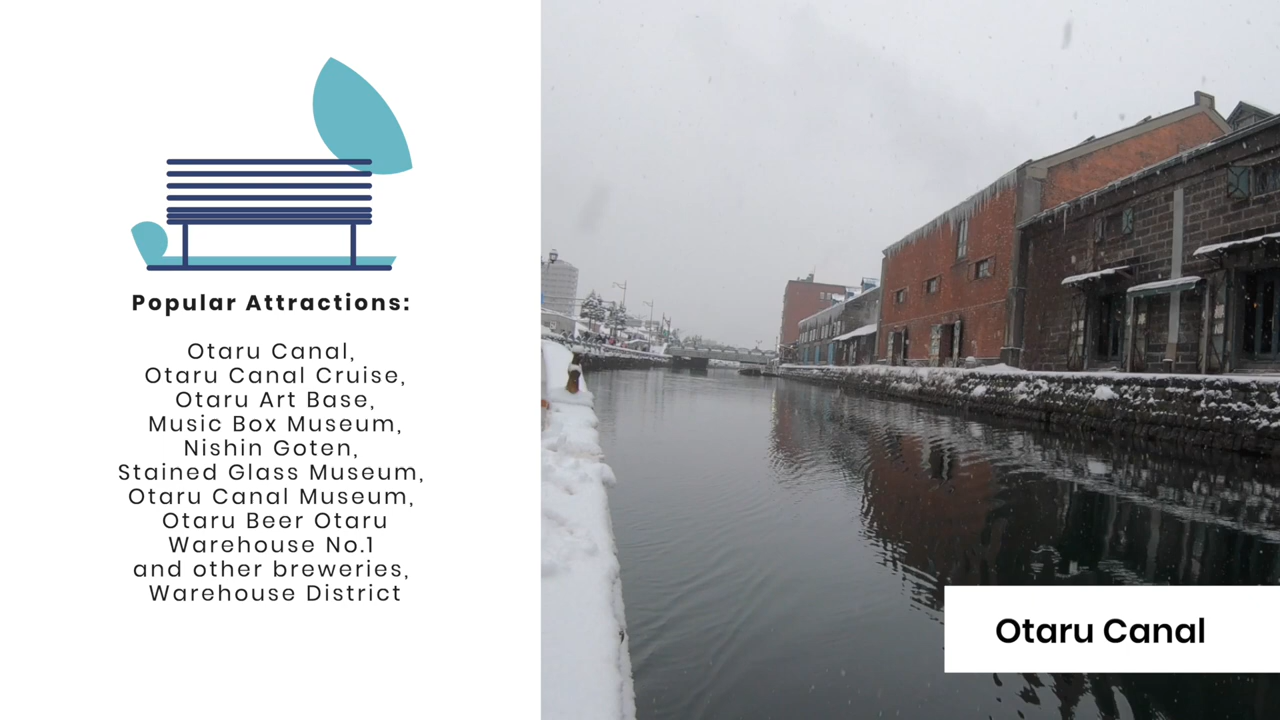 Popular Attractions:
Otaru Canal,
Otaru Canal Cruise,
Otaru Art Base,
Music Box Museum,
Nishin Goten,
Stained Glass Museum,
Otaru Canal Museum,
Otaru Beer Otaru
Warehouse No.1
and other breweries,
Warehouse District
Otaru Canal